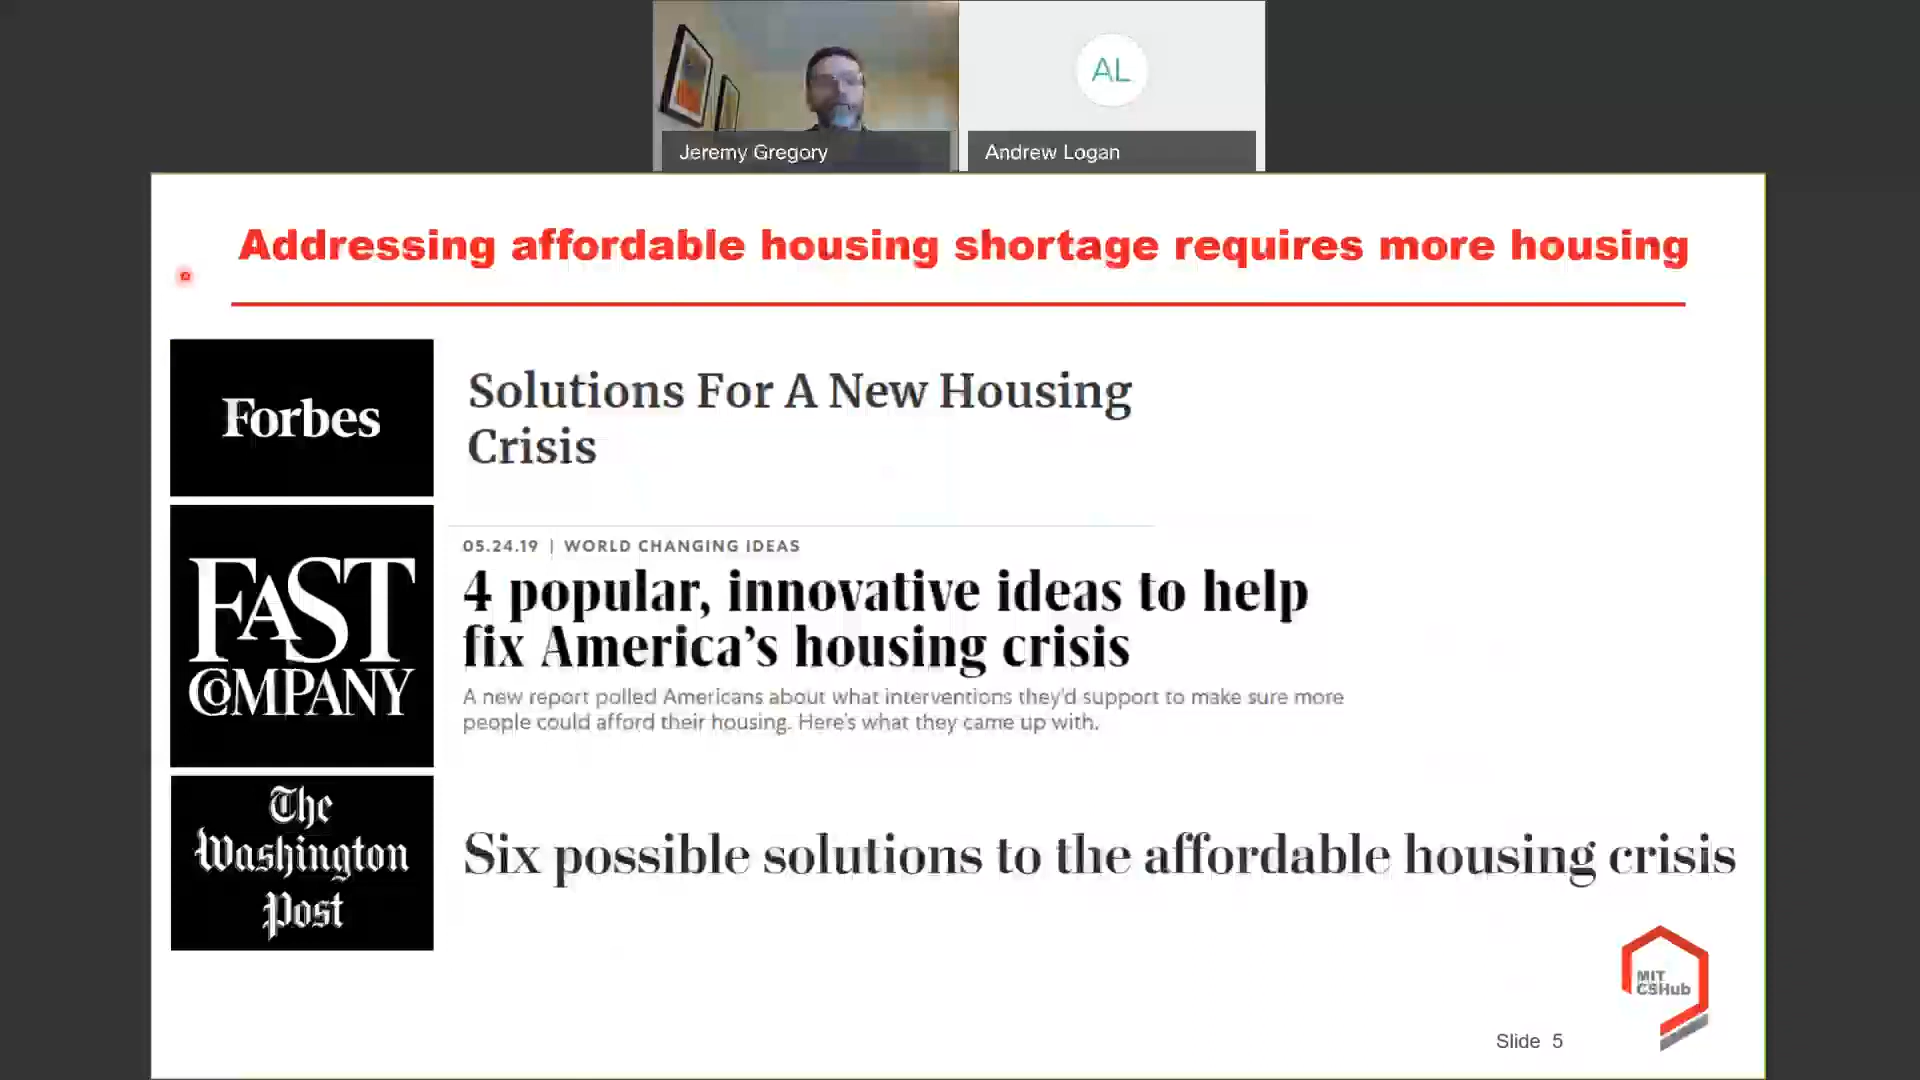 AL
Jeremy Gregory
Andrew Logan
Addressing affordable housing shortage requires more housing
Forbes
Solutions For A New Housing
Crisis
FAST
COMPANY
05.24.19 | WORLD CHANGING IDEAS
4 popular, innovative ideas to help
fix America’s housing crisis
A new report polled Americans about what interventions they'd support to make sure more
people could afford their housing. Here's what they came up with.
The
Washington
Post
Six possible solutions to the affordable housing crisis
MIT
CSHub
Slide 5